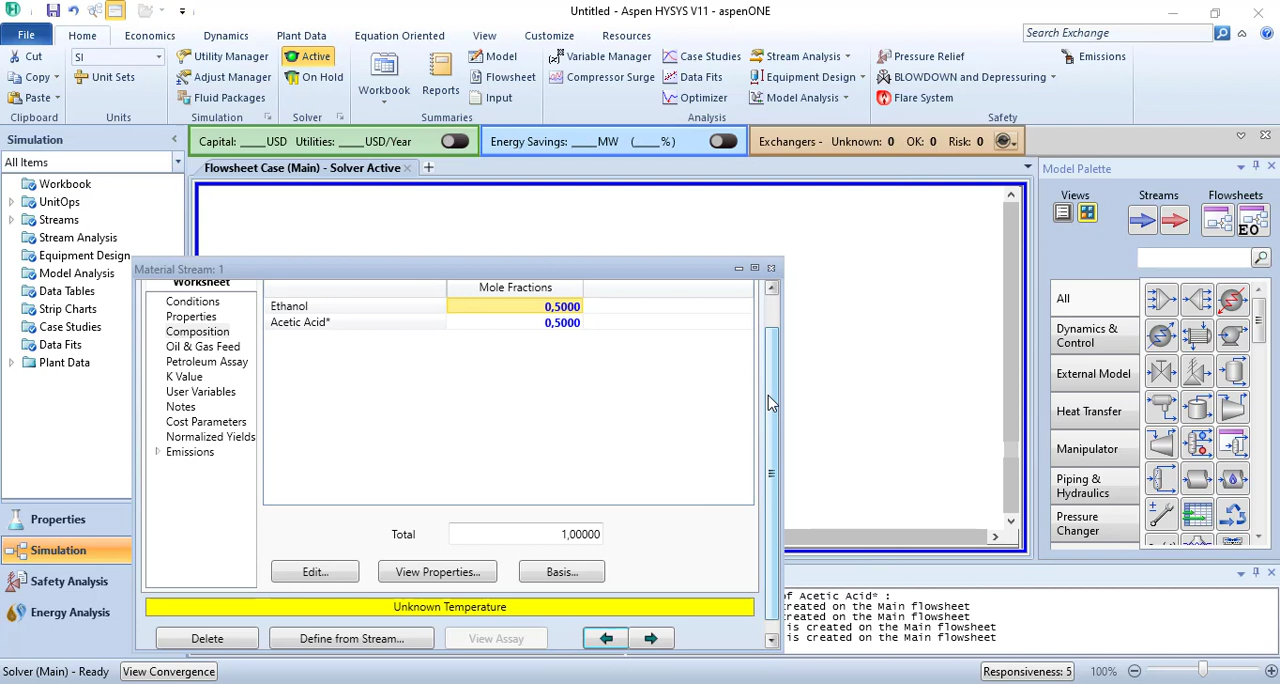 Untitled - Aspen HYSYS V11 - aspenONE
File Home Economics Dynamics Plant Data Equation Oriented View Customize Resources
Search Exchange
Cut
Copy
Paste
Clipboard
SI
Unit Sets
Units
Utility Manager
Adjust Manager
Fluid Packages
Simulation
Active
On Hold
Solver
Workbook
Reports
Model
Flowsheet
Input
Summaries
Variable Manager
Compressor Surge
Case Studies
Data Fits
Optimizer
Stream Analysis
Equipment Design
Model Analysis
Analysis
Pressure Relief
BLOWDOWN and Depressuring
Flare System
Safety
Emissions
Simulation
Capital: ____USD Utilities: ____USD/Year
Energy Savings: ____MW (____%)
Exchangers - Unknown: 0 OK: 0 Risk: 0
All Items
Workbook
UnitOps
Streams
Stream Analysis
Equipment Design
Model Analysis
Data Tables
Strip Charts
Case Studies
Data Fits
Plant Data
Properties
Simulation
Safety Analysis
Energy Analysis
Flowsheet Case (Main) - Solver Active
Material Stream: 1
Worksheet
Conditions
Properties
Composition
Oil & Gas Feed
Petroleum Assay
K Value
User Variables
Notes
Cost Parameters
Normalized Yields
Emissions
Mole Fractions
Ethanol 0,5000
Acetic Acid* 0,5000
Total 1,00000
Edit... View Properties... Basis...
Unknown Temperature
Delete Define from Stream... View Assay
Model Palette
Views Streams Flowsheets
EO
All
Dynamics & Control
External Model
Heat Transfer
Manipulator
Piping & Hydraulics
Pressure Changer
of Acetic Acid* :
created on the Main flowsheet
created on the Main flowsheet
is created on the Main flowsheet
is created on the Main flowsheet
Solver (Main) - Ready View Convergence
Responsiveness: 5 100%